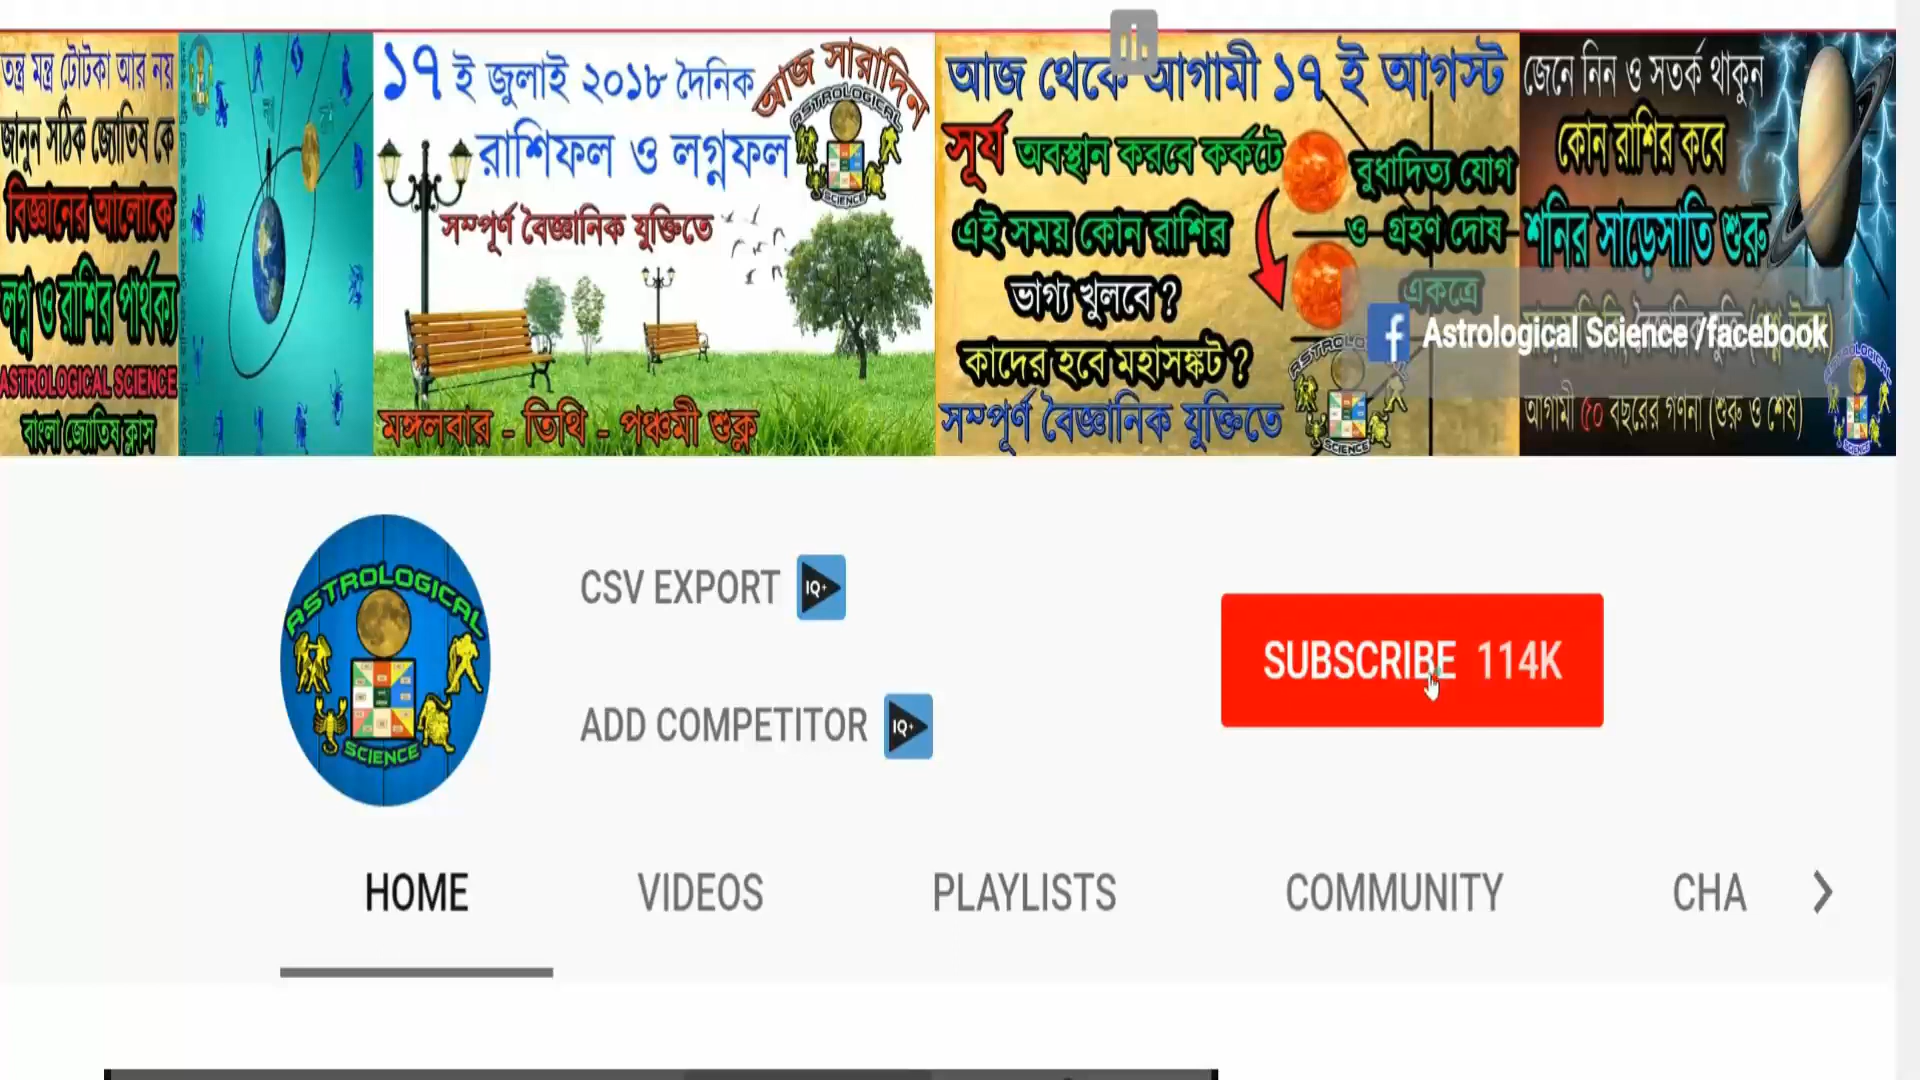 তন্ত্র মন্ত্র টোটকা আর নয়
জানুন সঠিক জ্যোতিষ কে
বিজ্ঞানের আলোকে
লগ্ন ও রাশির পার্থক্য
ASTROLOGICAL SCIENCE
বাংলা জ্যোতিষ ক্লাস
১৭ ই জুলাই ২০১৮ দৈনিক
রাশিফল ও লগ্নফল
সম্পূর্ণ বৈজ্ঞানিক যুক্তিতে
আজ সারাদিন
ASTROLOGICAL
SCIENCE
মঙ্গলবার - তিথি - পঞ্চমী শুক্ল
আজ থেকে আগামী ১৭ ই আগস্ট
সূর্য অবস্থান করবে কর্কটে
বুধাদিত্য যোগ
ও গ্রহণ দোষ
একত্রে
এই সময় কোন রাশির
ভাগ্য খুলবে ?
কাদের হবে মহাসঙ্কট ?
সম্পূর্ণ বৈজ্ঞানিক যুক্তিতে
SCIENCE
জেনে নিন ও সতর্ক থাকুন
কোন রাশির কবে
শনির সাড়েসাতি শুরু
Astrological Science /facebook
আগামী ৫০ বছরের গণনা (শুরু ও শেষ)
ASTROLOGICAL
SCIENCE
CSV EXPORT IQ+
ADD COMPETITOR IQ+
SUBSCRIBE 114K
HOME VIDEOS PLAYLISTS COMMUNITY CHA